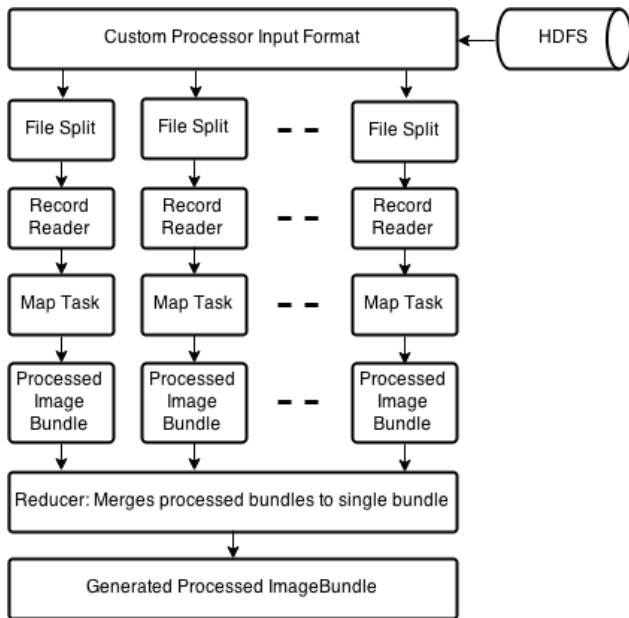 Custom Processor Input Format
HDFS
File Split
File Split
File Split
Record
Reader
Record
Reader
Record
Reader
Map Task
Map Task
Map Task
Processed
Image
Bundle
Processed
Image
Bundle
Processed
Image
Bundle
Reducer: Merges processed bundles to single bundle
Generated Processed ImageBundle